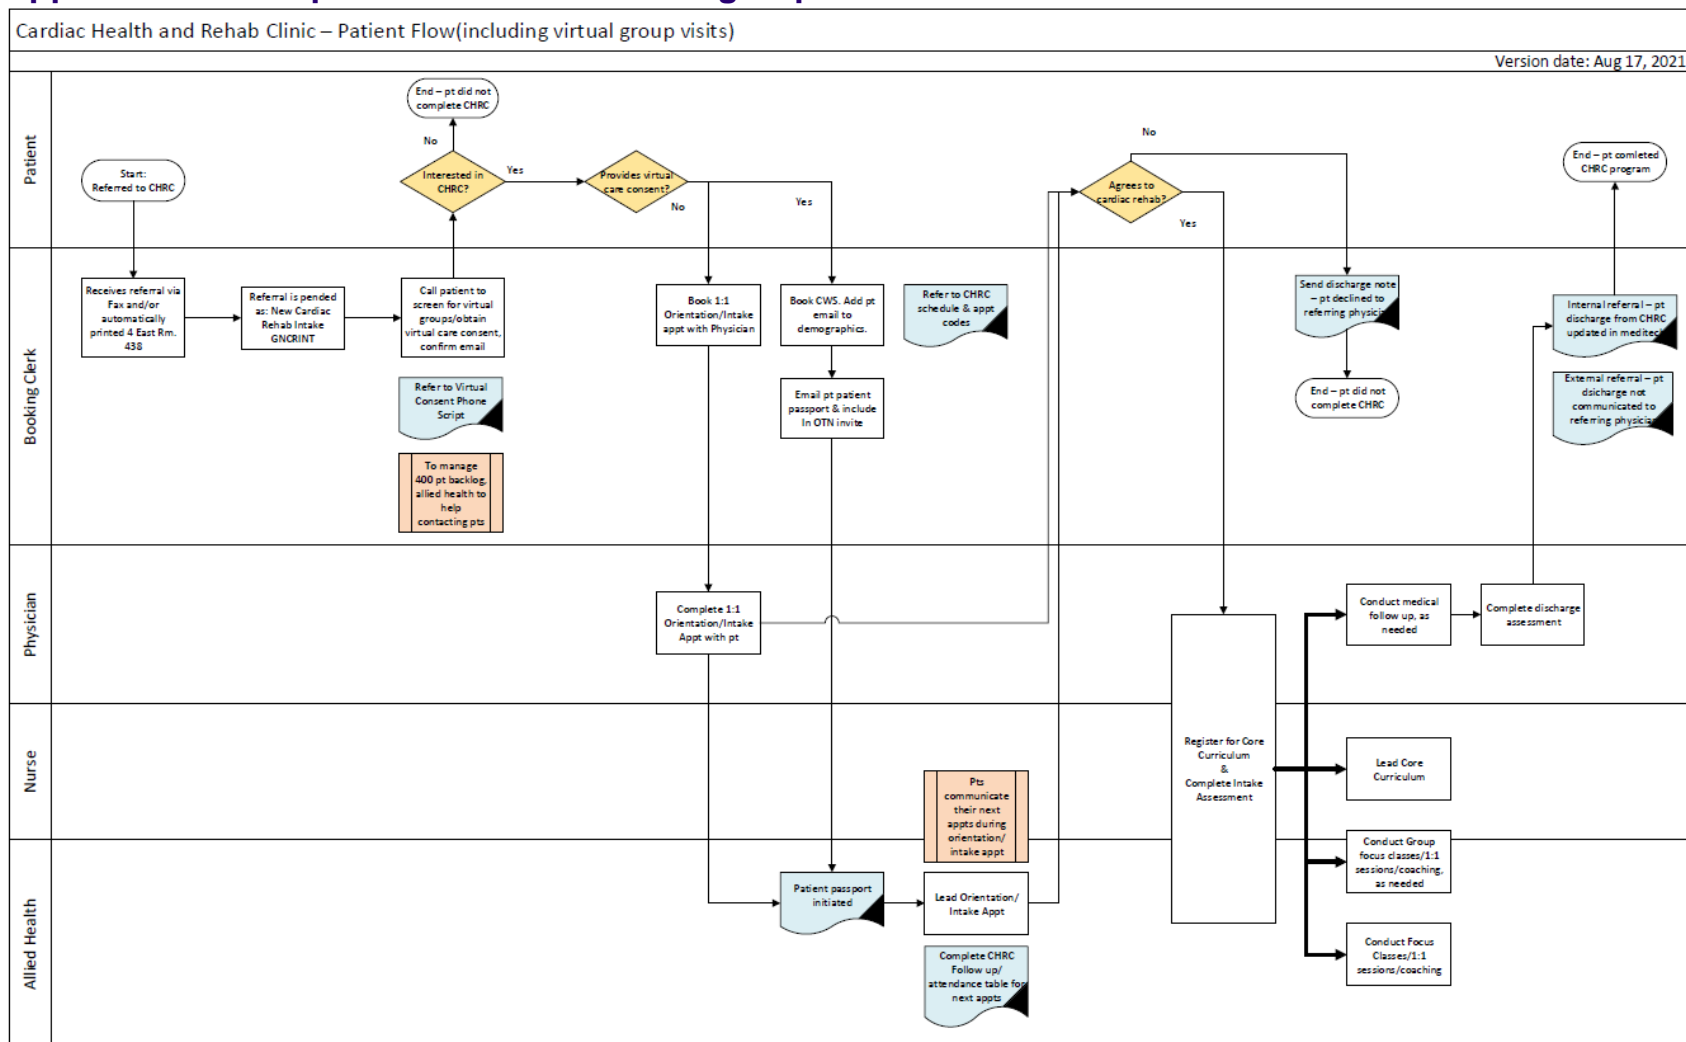 Cardiac Health and Rehab Clinic – Patient Flow(including virtual group visits)
Version date: Aug 17, 2021
Patient
End – pt did not
complete CHRC
No
Start:
Referred to CHRC
Interested in
CHRC?
Yes
Provides virtual
care consent?
No
Yes
Agrees to
cardiac rehab?
No
Yes
End – pt comleted
CHRC program
Booking Clerk
Receives referral via
Fax and/or
automatically
printed 4 East Rm.
438
Referral is pended
as: New Cardiac
Rehab Intake
GNCRINT
Call patient to
screen for virtual
groups/obtain
virtual care consent,
confirm email
Refer to Virtual
Consent Phone
Script
To manage
400 pt backlog,
allied health to
help
contacting pts
Book 1:1
Orientation/Intake
appt with Physician
Book CWS. Add pt
email to
demographics.
Email pt patient
passport & include
In OTN invite
Refer to CHRC
schedule & appt
codes
Send discharge note
– pt declined to
referring physician
End – pt did not
complete CHRC
Internal referral – pt
discharge from CHRC
updated in meditech
External referral – pt
dsicharge not
communicated to
referring physician
Physician
Complete 1:1
Orientation/Intake
Appt with pt
Conduct medical
follow up, as
needed
Complete discharge
assessment
Nurse
Register for Core
Curriculum
&
Complete Intake
Assessment
Lead Core
Curriculum
Pts
communicate
their next
appts during
orientation/
intake appt
Allied Health
Patient passport
initiated
Lead Orientation/
Intake Appt
Complete CHRC
Follow up/
attendance table for
next appts
Conduct Group
focus classes/1:1
sessions/coaching,
as needed
Conduct Focus
Classes/1:1
sessions/coaching